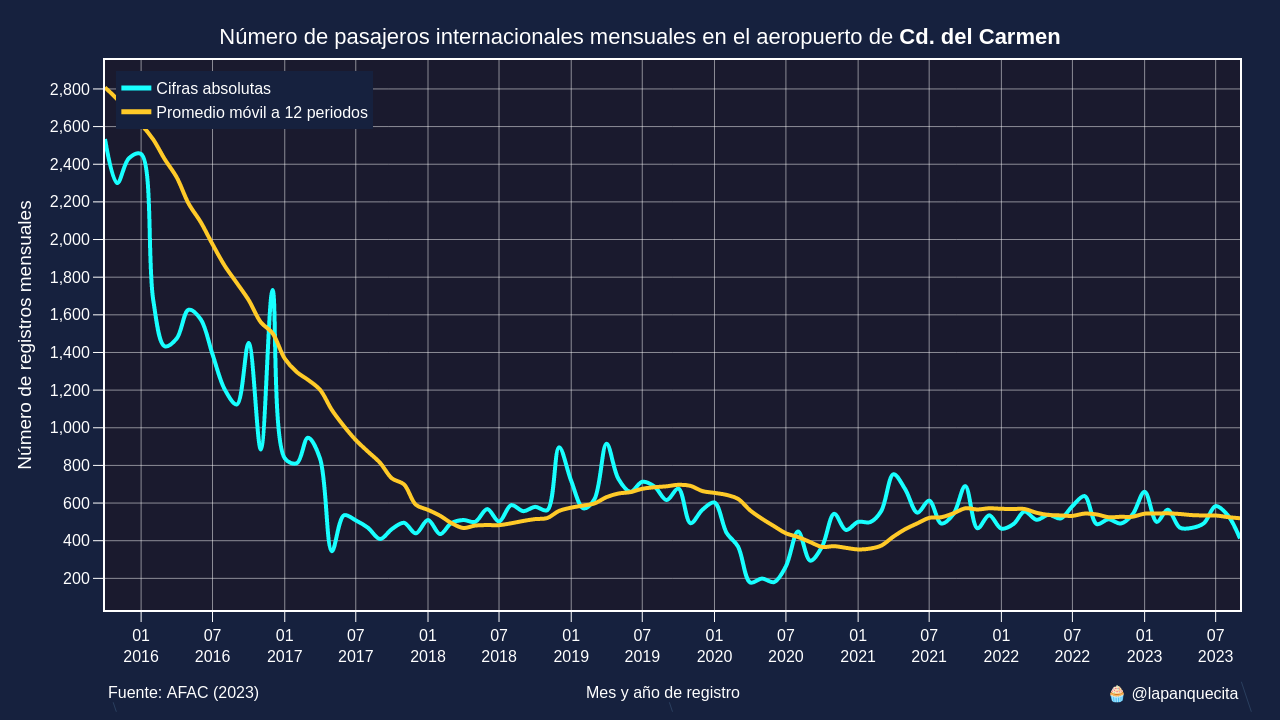 Número de pasajeros internacionales mensuales en el aeropuerto de Cd. del Carmen
Cifras absolutas
Promedio móvil a 12 periodos
Número de registros mensuales
2,800
2,600
2,400
2,200
2,000
1,800
1,600
1,400
1,200
1,000
800
600
400
200
01 07 01 07 01 07 01 07 01 07 01 07 01 07 01 07
2016 2016 2017 2017 2018 2018 2019 2019 2020 2020 2021 2021 2022 2022 2023 2023
Fuente: AFAC (2023)
Mes y año de registro
🧁 @lapanquecita